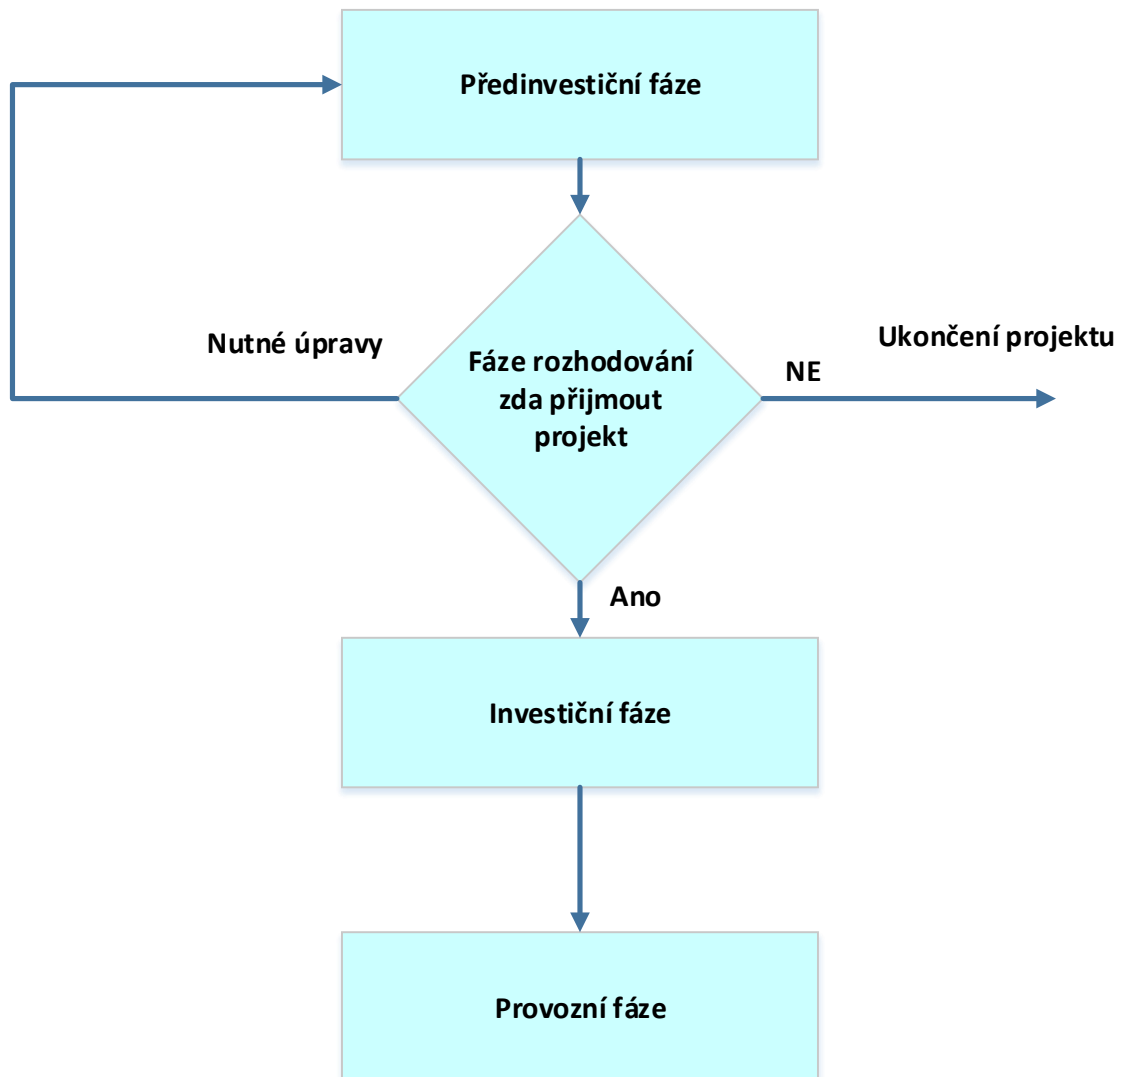 Předinvestiční fáze
Nutné úpravy
Fáze rozhodování
zda přijmout
projekt
Ukončení projektu
NE
Ano
Investiční fáze
Provozní fáze